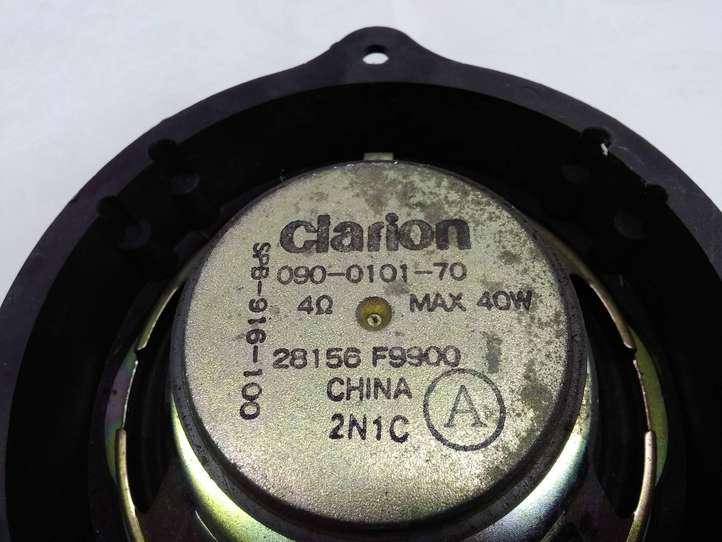 Clarion
090-0101-70
4Ω MAX 40W
28156 F9900
CHINA
2N1C
A
SPB-916-100